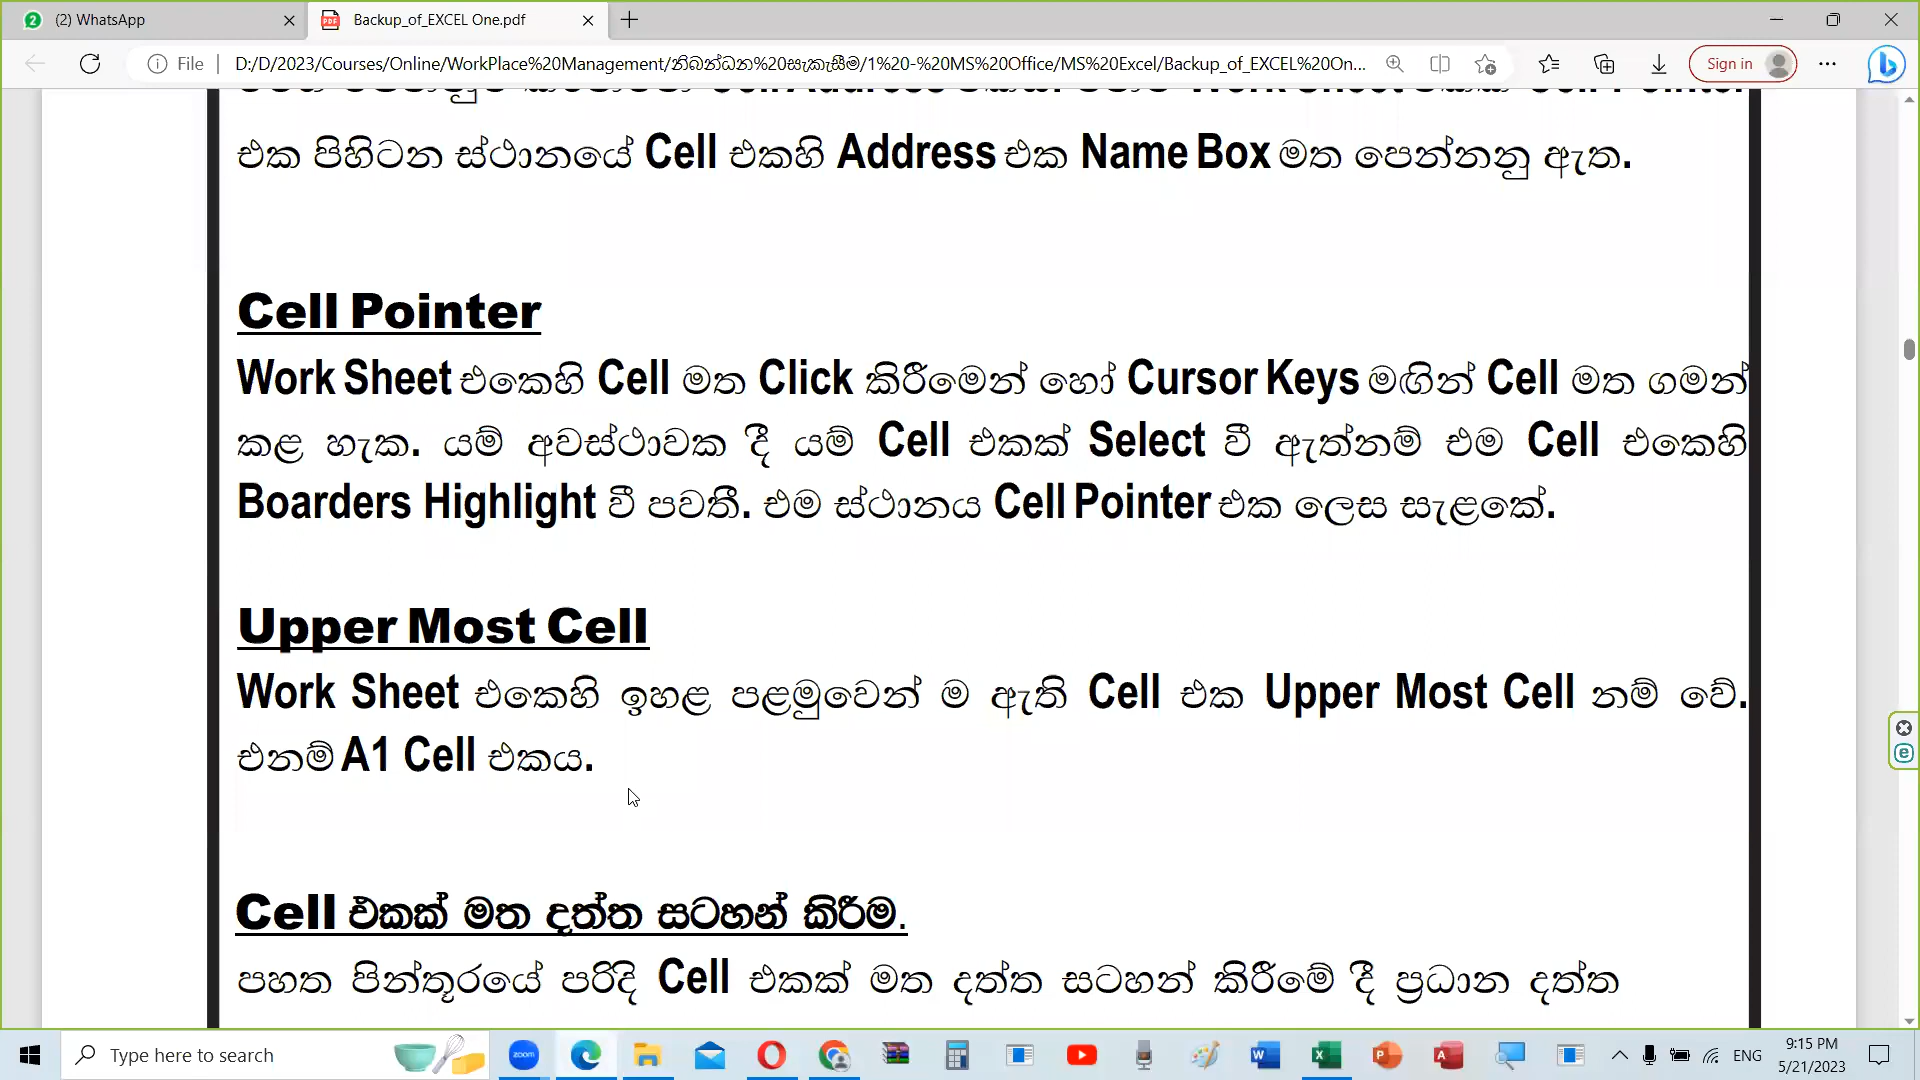 (2) WhatsApp
Backup_of_EXCEL One.pdf
File
D:/D/2023/Courses/Online/WorkPlace%20Management/නිබන්ධන%20සැකැසීම/1%20-%20MS%20Office/MS%20Excel/Backup_of_EXCEL%20On...
Sign in
එක පිහිටන ස්ථානයේ Cell එකහි Address එක Name Box මත පෙන්නනු ඇත.
Cell Pointer
Work Sheet එකෙහි Cell මත Click කිරීමෙන් හෝ Cursor Keys මඟින් Cell මත ගමන්
කළ හැක. යම් අවස්ථාවක දී යම් Cell එකක් Select වී ඇත්නම් එම Cell එකෙහි
Boarders Highlight වී පවතී. එම ස්ථානය Cell Pointer එක ලෙස සැළකේ.
Upper Most Cell
Work Sheet එකෙහි ඉහළ පළමුවෙන් ම ඇති Cell එක Upper Most Cell නම් වේ.
එනම් A1 Cell එකය.
Cell එකක් මත දත්ත සටහන් කිරීම.
පහත පින්තූරයේ පරිදි Cell එකක් මත දත්ත සටහන් කිරීමේ දී ප්‍රධාන දත්ත
Type here to search
zoom
ENG
9:15 PM
5/21/2023